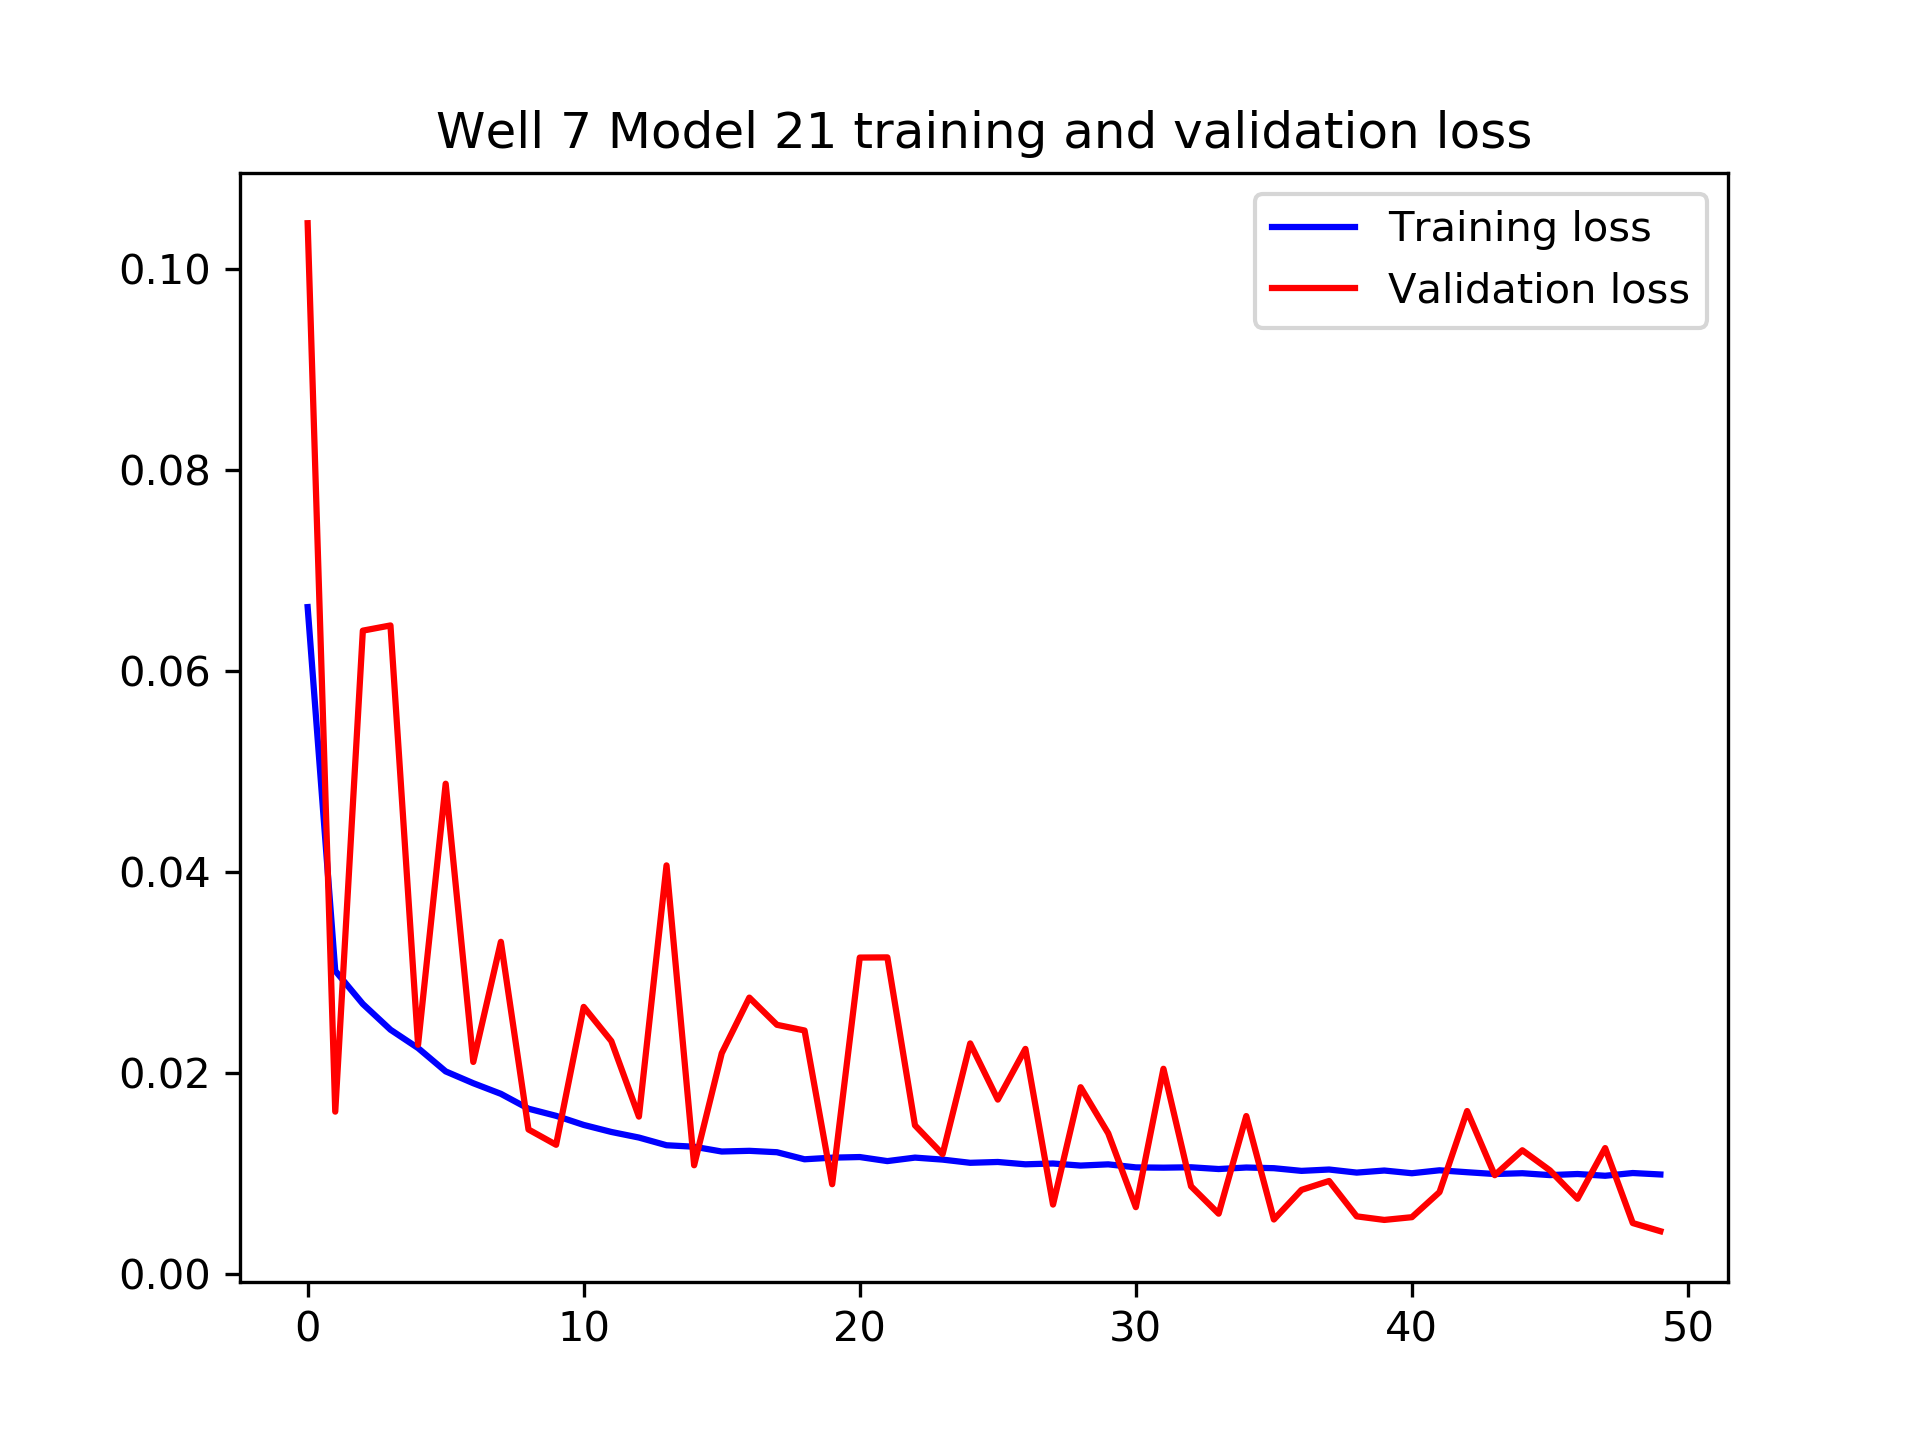 Well 7 Model 21 training and validation loss
Training loss
Validation loss
0.10
0.08
0.06
0.04
0.02
0.00
0 10 20 30 40 50